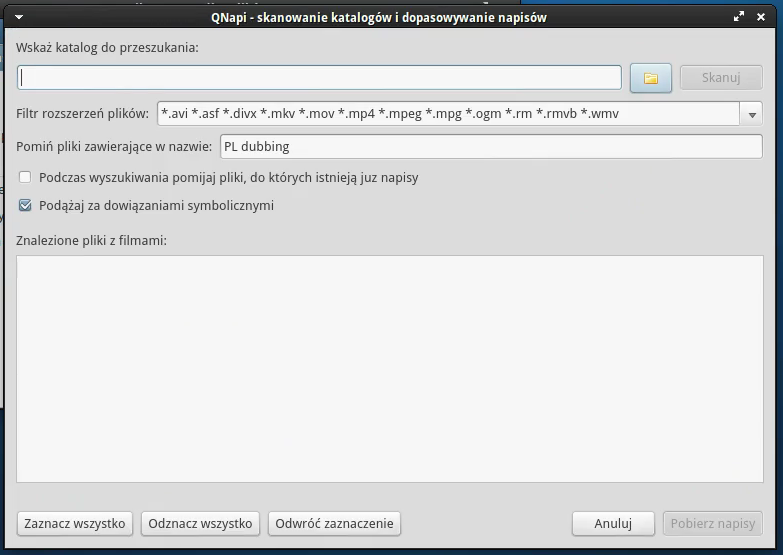 QNapi - skanowanie katalogów i dopasowywanie napisów
Wskaż katalog do przeszukania:
Skanuj
Filtr rozszerzeń plików: *.avi *.asf *.divx *.mkv *.mov *.mp4 *.mpeg *.mpg *.ogm *.rm *.rmvb *.wmv
Pomiń pliki zawierające w nazwie: PL dubbing
Podczas wyszukiwania pomijaj pliki, do których istnieją juz napisy
Podążaj za dowiązaniami symbolicznymi
Znalezione pliki z filmami:
Zaznacz wszystko Odznacz wszystko Odwróć zaznaczenie Anuluj Pobierz napisy